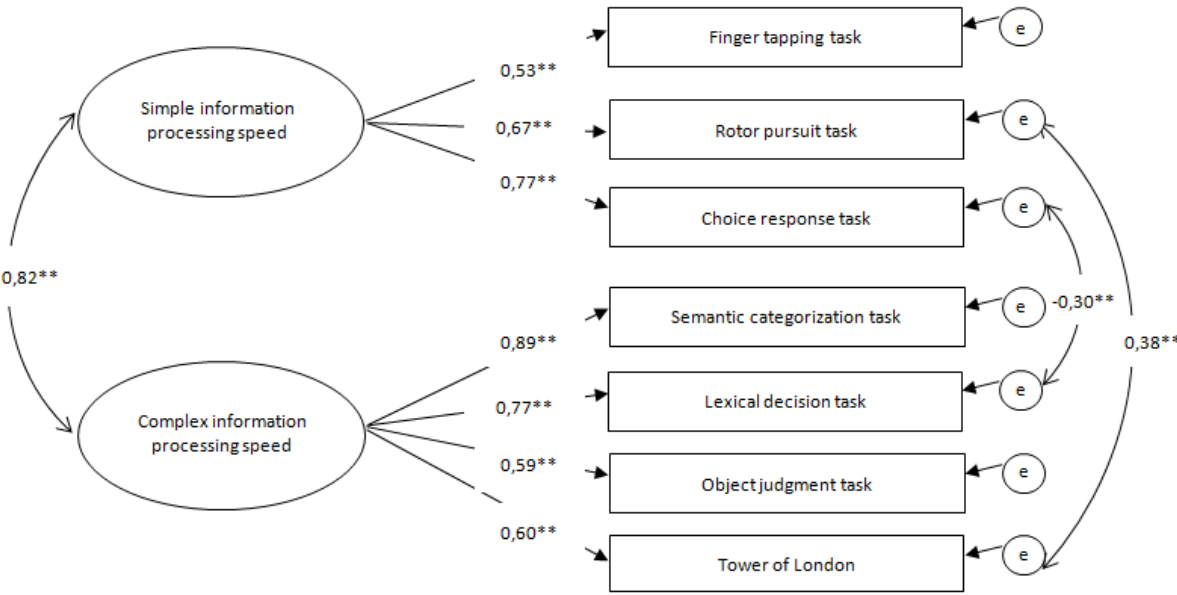 Finger tapping task
e
0,53**
Simple information
processing speed
0,67**
Rotor pursuit task
e
0,77**
Choice response task
e
0,82**
Semantic categorization task
e
-0,30**
0,89**
0,38**
Complex information
processing speed
0,77**
Lexical decision task
e
0,59**
Object judgment task
e
0,60**
Tower of London
e